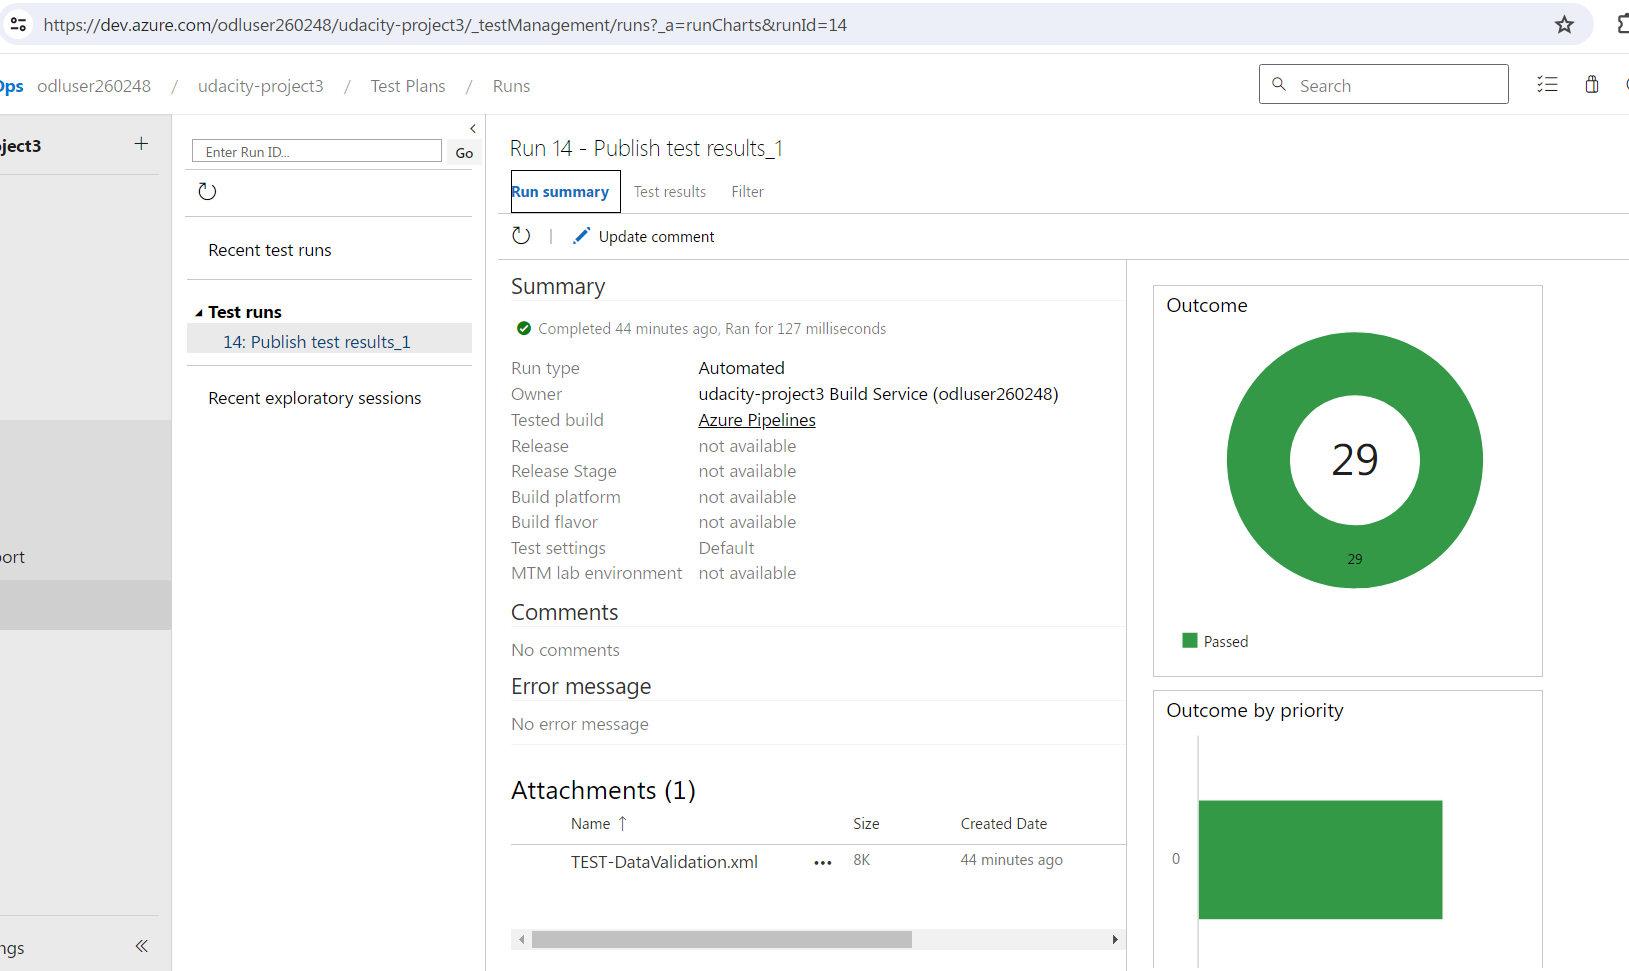 https://dev.azure.com/odluser260248/udacity-project3/_testManagement/runs?_a=runCharts&runId=14
Ops odluser260248 / udacity-project3 / Test Plans / Runs
Search
ject3 +
Enter Run ID...
Go
Recent test runs
Test runs
14: Publish test results_1
Recent exploratory sessions
ort
ngs
Run 14 - Publish test results_1
Run summary Test results Filter
Update comment
Summary
Completed 44 minutes ago, Ran for 127 milliseconds
Run type Automated
Owner udacity-project3 Build Service (odluser260248)
Tested build Azure Pipelines
Release not available
Release Stage not available
Build platform not available
Build flavor not available
Test settings Default
MTM lab environment not available
Comments
No comments
Error message
No error message
Attachments (1)
Name ↑ Size Created Date
TEST-DataValidation.xml ... 8K 44 minutes ago
Outcome
29
29
Passed
Outcome by priority
0